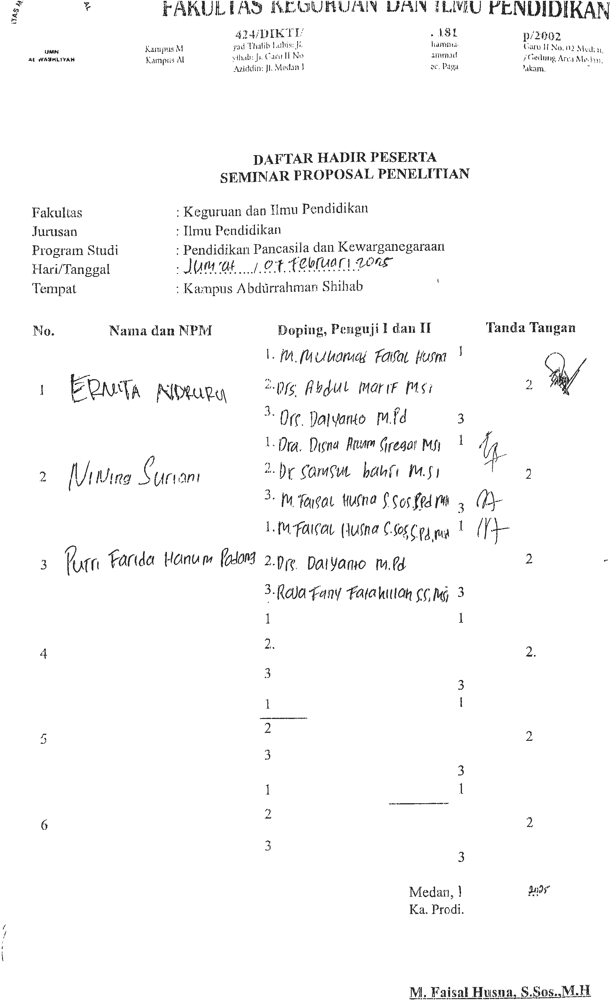 FAKULTAS KEGURUAN DAN ILMU PENDIDIKAN
424/DIKTI/ . 181 p/2002
UMN
AL WASHLIYAH
Kampus M yad Thalib Lubis: Jl. hamma Garu II No. 02 Medan,
Kampus Al yihab: Jl. Garu II No ammad /Gedung Arca Medan.
Aziddin: Jl. Medan ec. Paga 'akam.
DAFTAR HADIR PESERTA
SEMINAR PROPOSAL PENELITIAN
Fakultas : Keguruan dan Ilmu Pendidikan
Jurusan : Ilmu Pendidikan
Program Studi : Pendidikan Pancasila dan Kewarganegaraan
Hari/Tanggal : Jum'at / 07 Februari 2025
Tempat : Kampus Abdurrahman Shihab
No. Nama dan NPM Doping, Penguji I dan II Tanda Tangan
1. M. Muhamad Faisal Husna 1
1 ERNITA NDRURU 2. Drs. Abdul Marif M.Si 2
3. Drs. Dalyanto M.Pd 3
1. Dra. Disna Anum Siregar MSi 1
2 Nining Suriani 2. Dr Samsul bahri M.Si 2
3. M. Faisal Husna S.Sos.S.Pd MH 3
1. M. Faisal Husna S.Sos, S.Pd, MH 1
3 Putri Farida Hanum Padang 2. Drs. Dalyanto M.Pd 2
3. Raja Fany Fatahillah S.S, MSi 3
1 1
4 2. 2.
3 3
1 1
5 2 2
3 3
1 1
6 2 2
3 3
Medan, 2025
Ka. Prodi.
M. Faisal Husna, S.Sos.,M.H